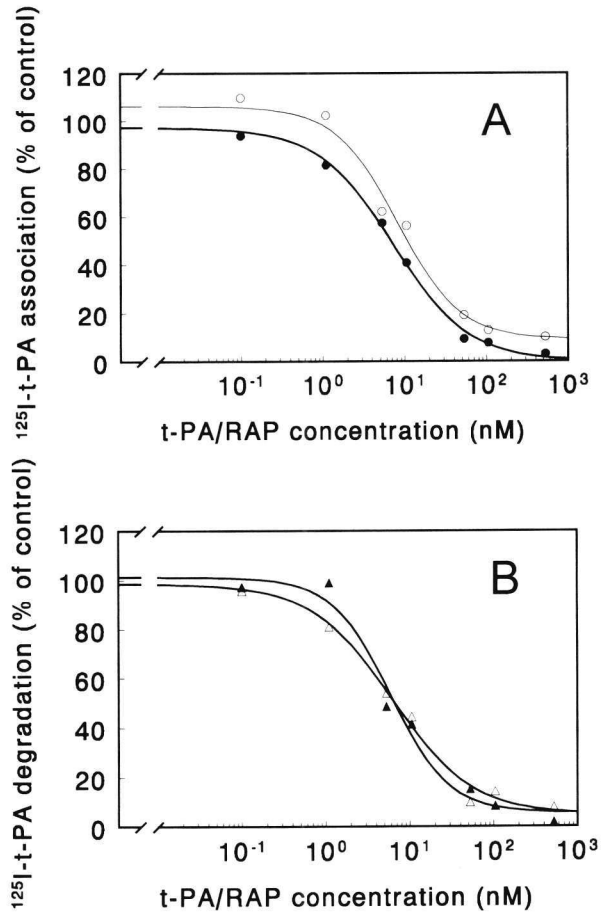 120
100
80
60
40
20
0
¹²⁵I-t-PA association (% of control)
A
10⁻¹ 10⁰ 10¹ 10² 10³
t-PA/RAP concentration (nM)
120
100
80
60
40
20
0
¹²⁵I-t-PA degradation (% of control)
B
10⁻¹ 10⁰ 10¹ 10² 10³
t-PA/RAP concentration (nM)